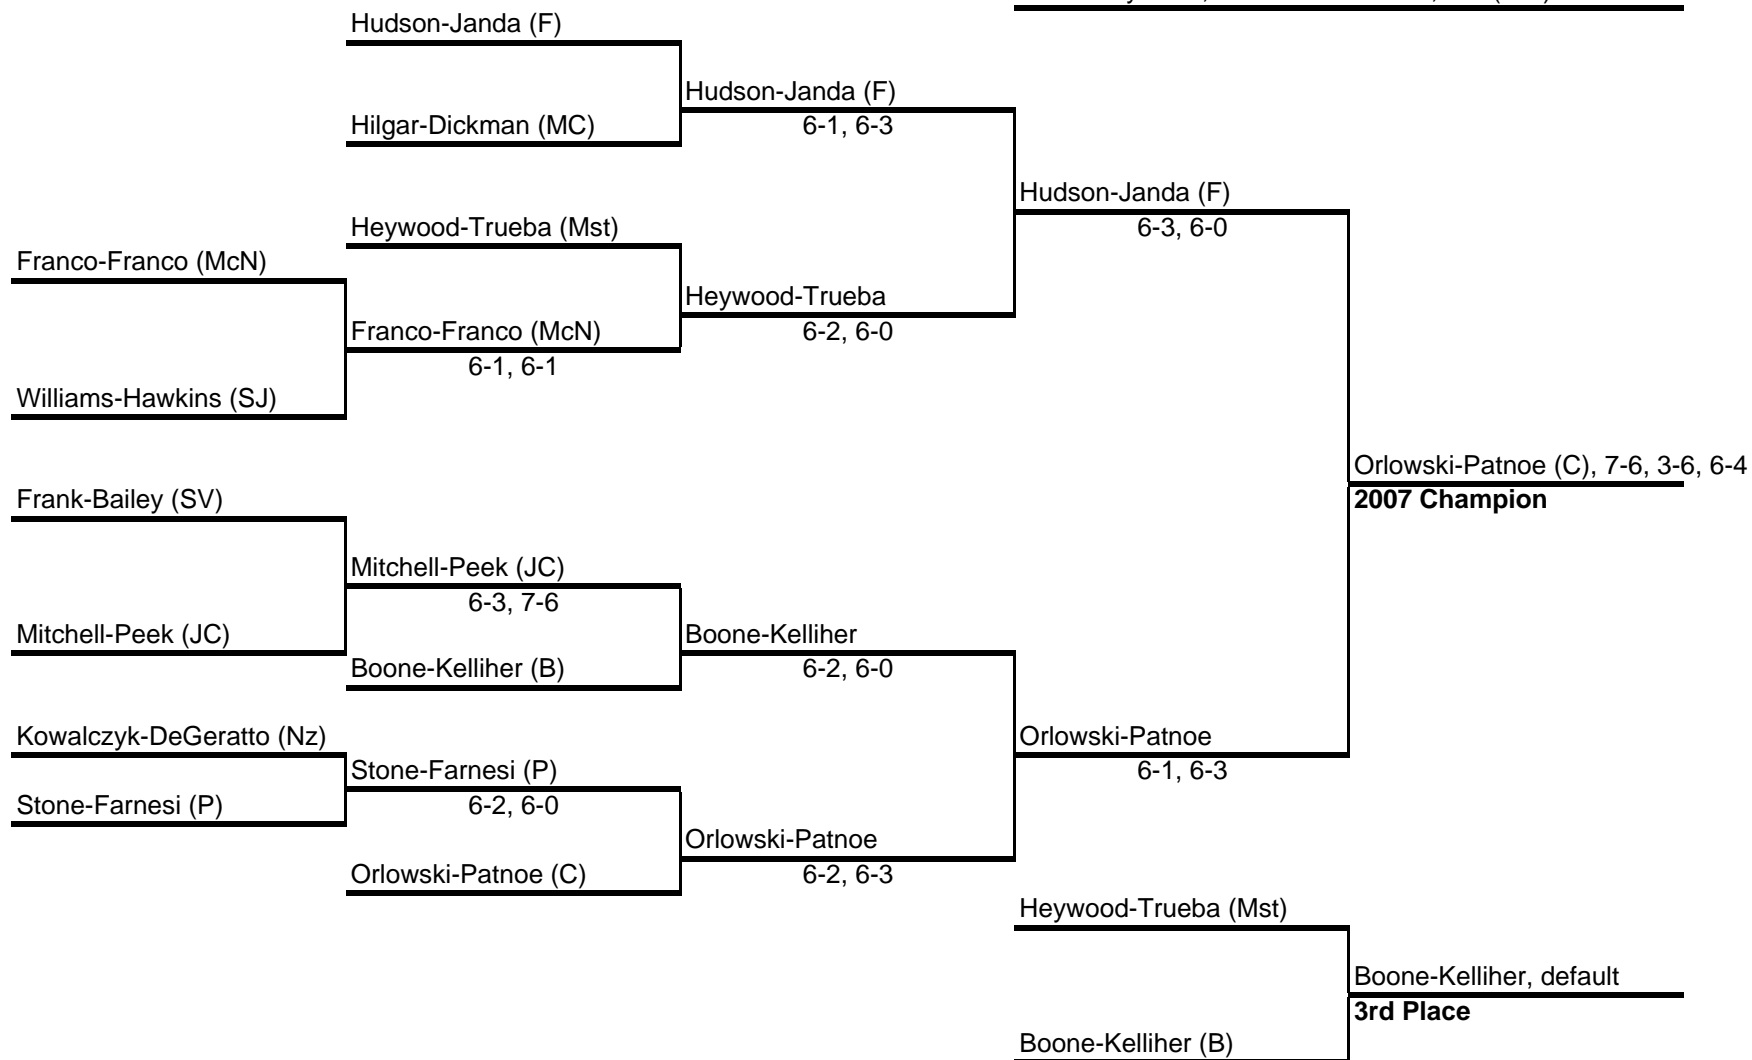 Hudson-Janda (F)
Hudson-Janda (F)
Hilgar-Dickman (MC)
6-1, 6-3
Hudson-Janda (F)
Heywood-Trueba (Mst)
6-3, 6-0
Franco-Franco (McN)
Heywood-Trueba
Franco-Franco (McN)
6-2, 6-0
6-1, 6-1
Williams-Hawkins (SJ)
Orlowski-Patnoe (C), 7-6, 3-6, 6-4
Frank-Bailey (SV)
2007 Champion
Mitchell-Peek (JC)
6-3, 7-6
Mitchell-Peek (JC)
Boone-Kelliher
Boone-Kelliher (B)
6-2, 6-0
Kowalczyk-DeGeratto (Nz)
Orlowski-Patnoe
Stone-Farnesi (P)
6-1, 6-3
Stone-Farnesi (P)
6-2, 6-0
Orlowski-Patnoe
Orlowski-Patnoe (C)
6-2, 6-3
Heywood-Trueba (Mst)
Boone-Kelliher, default
3rd Place
Boone-Kelliher (B)